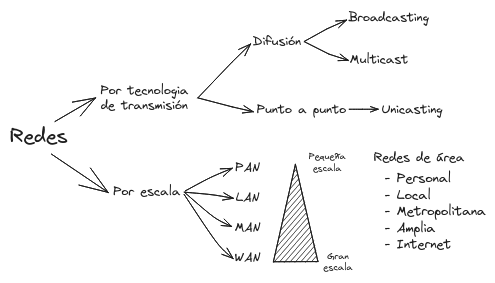 Broadcasting
Difusión
Multicast
Por tecnologia
de transmisión
Punto a punto
Unicasting
Redes
Por escala
PAN
LAN
MAN
WAN
Pequeña
escala
Gran
escala
Redes de área
- Personal
- Local
- Metropolitana
- Amplia
- Internet